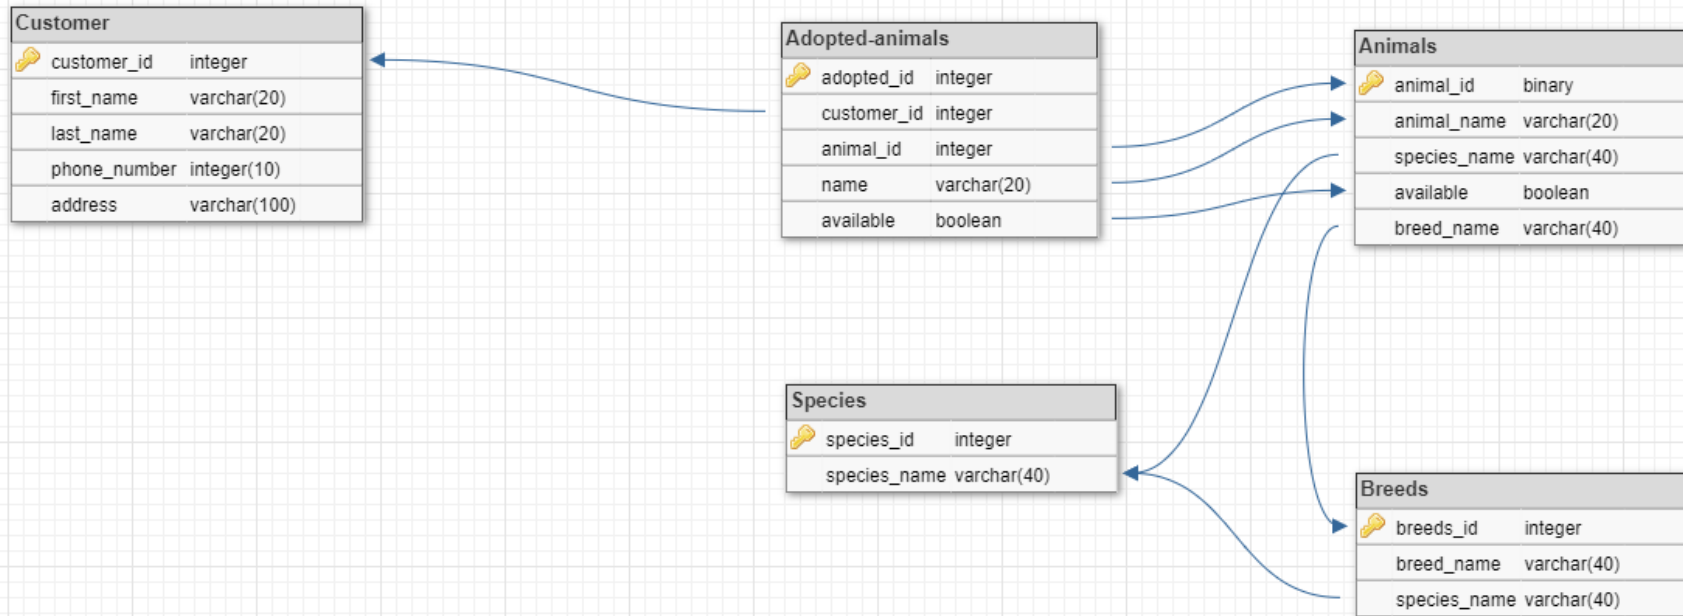 Customer
customer_id integer
first_name varchar(20)
last_name varchar(20)
phone_number integer(10)
address varchar(100)
Adopted-animals
adopted_id integer
customer_id integer
animal_id integer
name varchar(20)
available boolean
Animals
animal_id binary
animal_name varchar(20)
species_name varchar(40)
available boolean
breed_name varchar(40)
Species
species_id integer
species_name varchar(40)
Breeds
breeds_id integer
breed_name varchar(40)
species_name varchar(40)